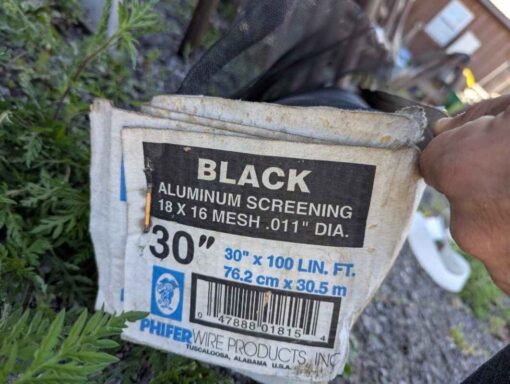 BLACK
ALUMINUM SCREENING
18 X 16 MESH .011" DIA.
30"
30" x 100 LIN. FT.
76.2 cm x 30.5 m
0 47888 01815 4
PHIFER WIRE PRODUCTS, INC
TUSCALOOSA, ALABAMA U.S.A.